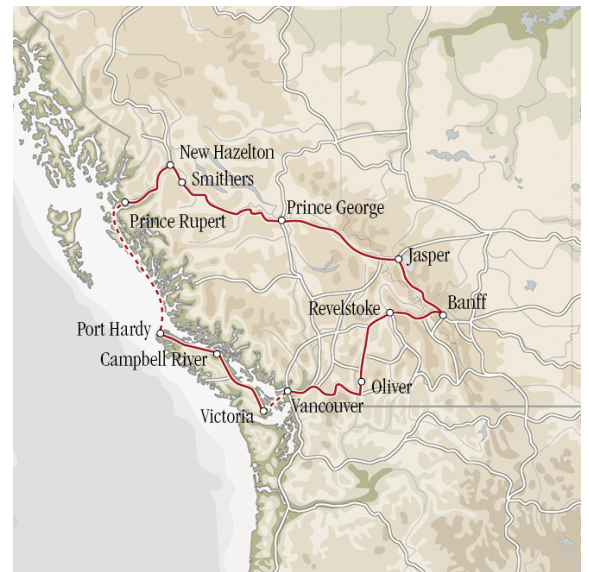 New Hazelton
Smithers
Prince George
Prince Rupert
Jasper
Banff
Revelstoke
Port Hardy
Campbell River
Oliver
Vancouver
Victoria